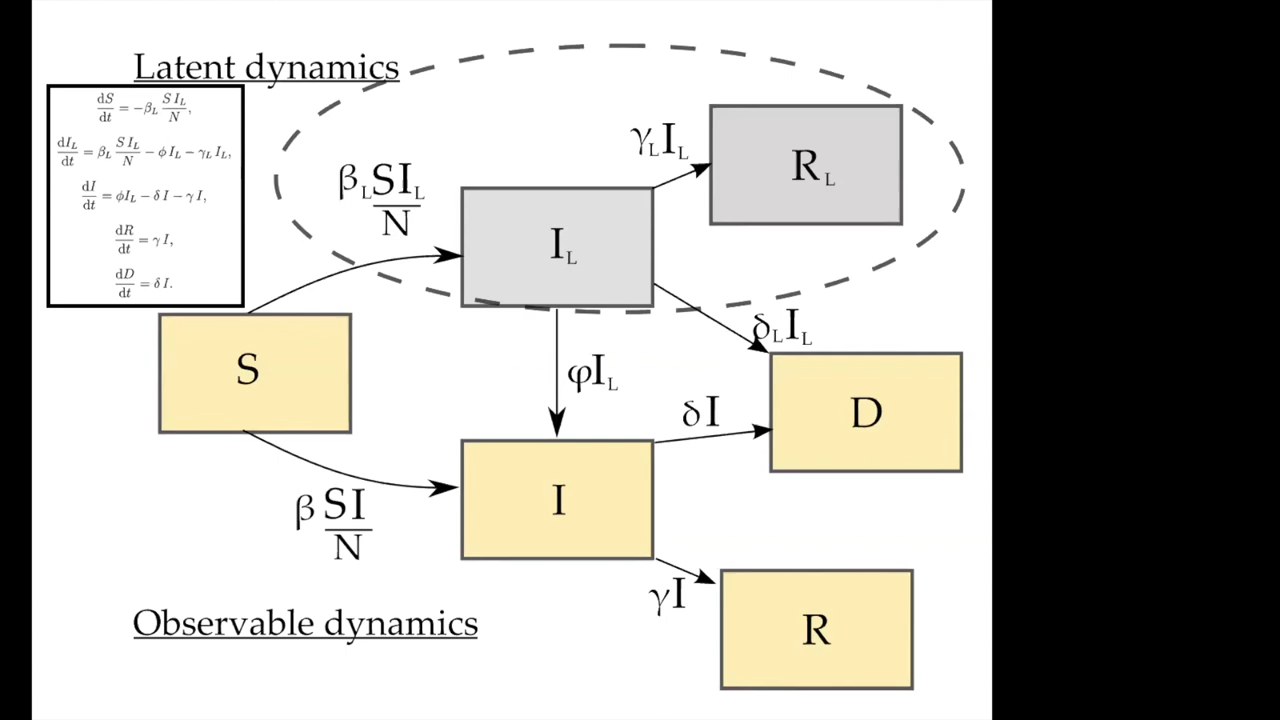 Latent dynamics
dS/dt = −β_L S I_L/N,
dI_L/dt = β_L S I_L/N − ϕ I_L − γ_L I_L,
dI/dt = ϕI_L − δ I − γ I,
dR/dt = γ I,
dD/dt = δ I.
β_L SI_L/N
γ_L I_L
R_L
I_L
δ_L I_L
S
φI_L
δI
D
β SI/N
I
γI
R
Observable dynamics